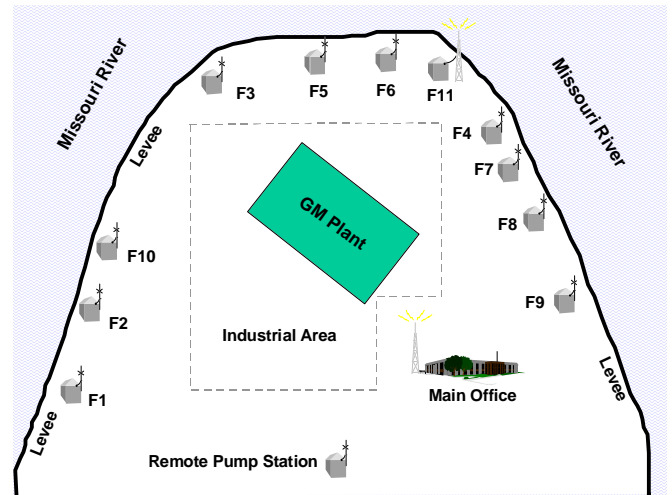 Missouri River
Missouri River
Levee
F3
F5
F6
F11
F4
F7
F8
GM Plant
F10
F9
F2
Industrial Area
F1
Main Office
Levee
Levee
Remote Pump Station